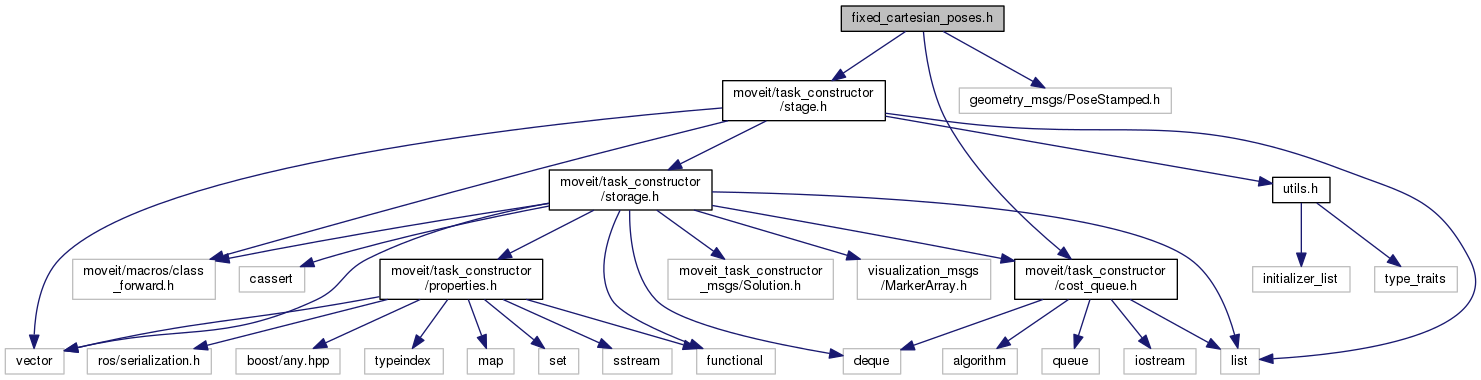 fixed_cartesian_poses.h
moveit/task_constructor
/stage.h
geometry_msgs/PoseStamped.h
moveit/task_constructor
/storage.h
utils.h
moveit/macros/class
_forward.h
cassert
moveit/task_constructor
/properties.h
moveit_task_constructor
_msgs/Solution.h
visualization_msgs
/MarkerArray.h
moveit/task_constructor
/cost_queue.h
initializer_list
type_traits
vector
ros/serialization.h
boost/any.hpp
typeindex
map
set
sstream
functional
deque
algorithm
queue
iostream
list